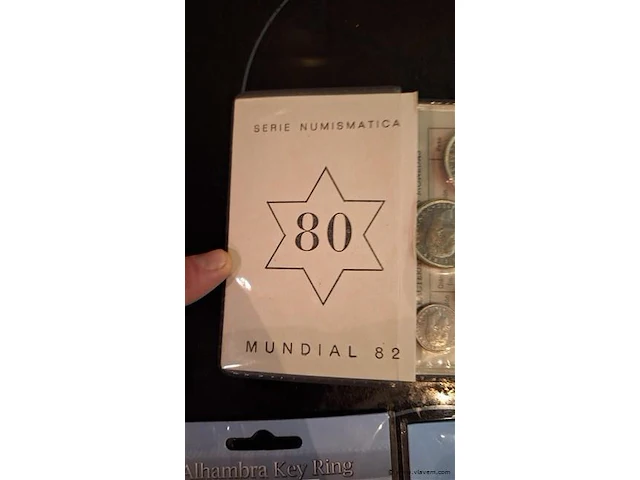 SERIE NUMISMATICA
80
MUNDIAL 82
Alhambra Key Ring